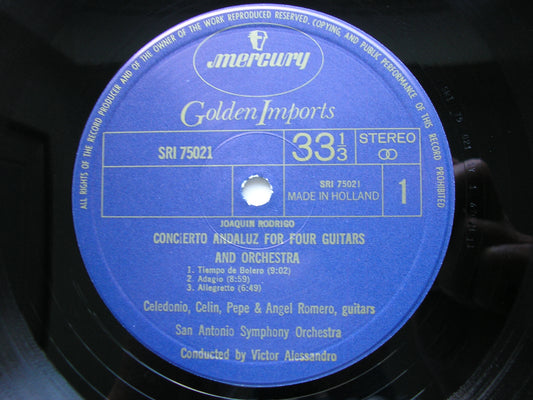 ALL RIGHTS OF THE RECORD PRODUCER AND OF THE OWNER OF THE WORK REPRODUCED RESERVED. COPYING, AND PUBLIC PERFORMANCE OF THIS RECORD PROHIBITED
mercury
Golden Imports
SRI 75021
33 1/3
STEREO
SRI 75021
MADE IN HOLLAND
1
JOAQUIN RODRIGO
CONCIERTO ANDALUZ FOR FOUR GUITARS
AND ORCHESTRA
1. Tiempo de Bolero (9:02)
2. Adagio (8:59)
3. Allegretto (6:49)
Celedonio, Celin, Pepe & Angel Romero, guitars
San Antonio Symphony Orchestra
Conducted by Victor Alessandro